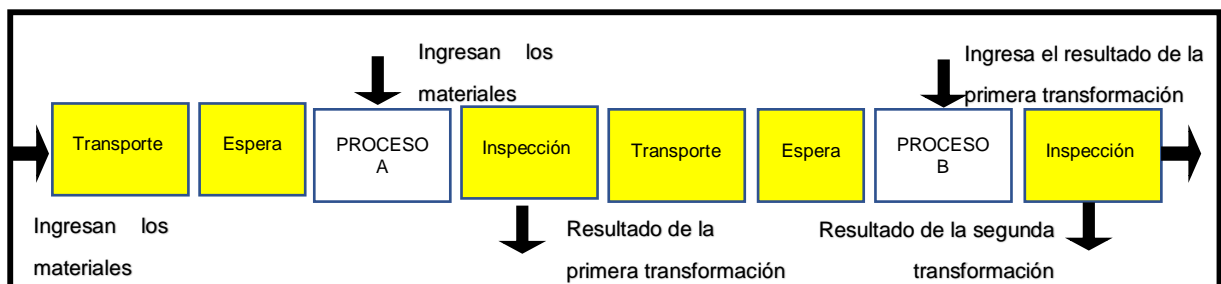 Ingresan los
materiales
Ingresa el resultado de la
primera transformación
Transporte
Espera
PROCESO
A
Inspección
Transporte
Espera
PROCESO
B
Inspección
Ingresan los
materiales
Resultado de la
primera transformación
Resultado de la segunda
transformación